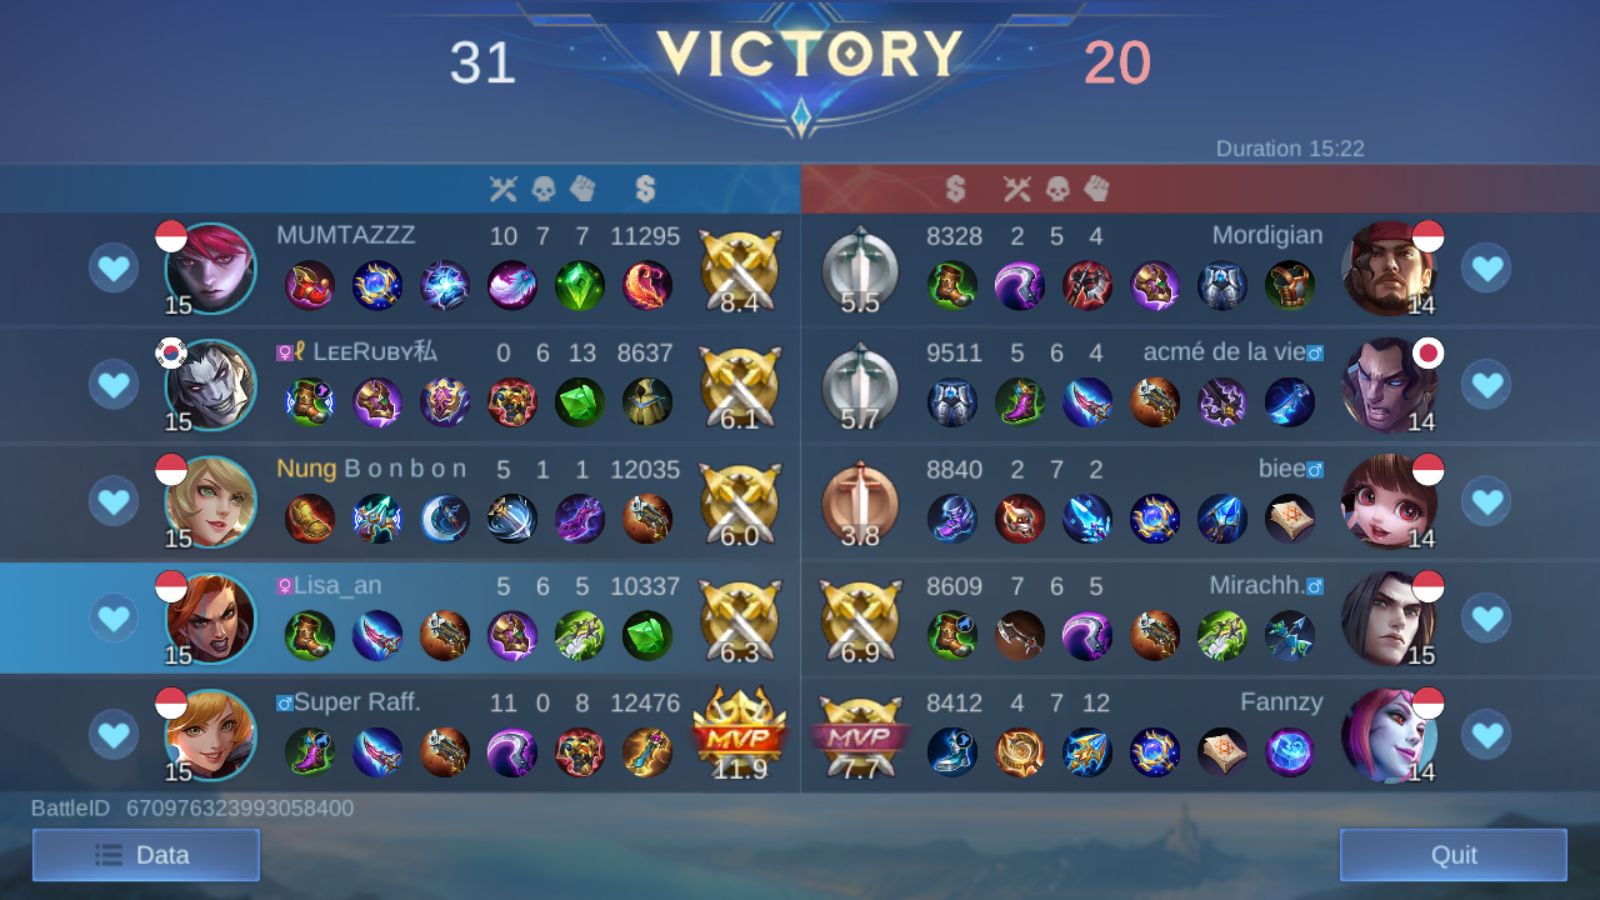 31 VICTORY 20
Duration 15:22
MUMTAZZZ 10 7 7 11295
15 8.4
8328 2 5 4 Mordigian
5.5 14
LEERUBY私 0 6 13 8637
15 6.1
9511 5 6 4 acmé de la vie
5.7 14
Nung B o n b o n 5 1 1 12035
15 6.0
8840 2 7 2 biee
3.8 14
Lisa_an 5 6 5 10337
15 6.3
8609 7 6 5 Mirachh.
6.9 15
Super Raff. 11 0 8 12476
15 MVP 11.9
8412 4 7 12 Fannzy
MVP 7.7 14
BattleID 670976323993058400
Data
Quit